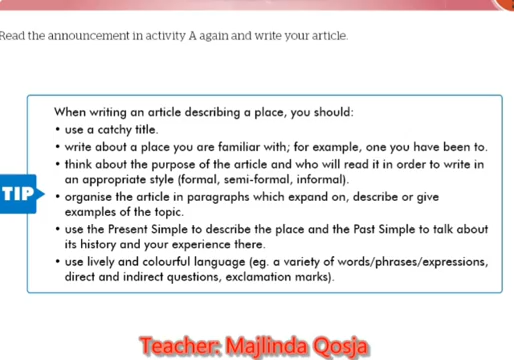 Read the announcement in activity A again and write your article.
When writing an article describing a place, you should:
• use a catchy title.
• write about a place you are familiar with; for example, one you have been to.
• think about the purpose of the article and who will read it in order to write in
an appropriate style (formal, semi-formal, informal).
TIP
• organise the article in paragraphs which expand on, describe or give
examples of the topic.
• use the Present Simple to describe the place and the Past Simple to talk about
its history and your experience there.
• use lively and colourful language (eg. a variety of words/phrases/expressions,
direct and indirect questions, exclamation marks).
Teacher: Majlinda Qosja